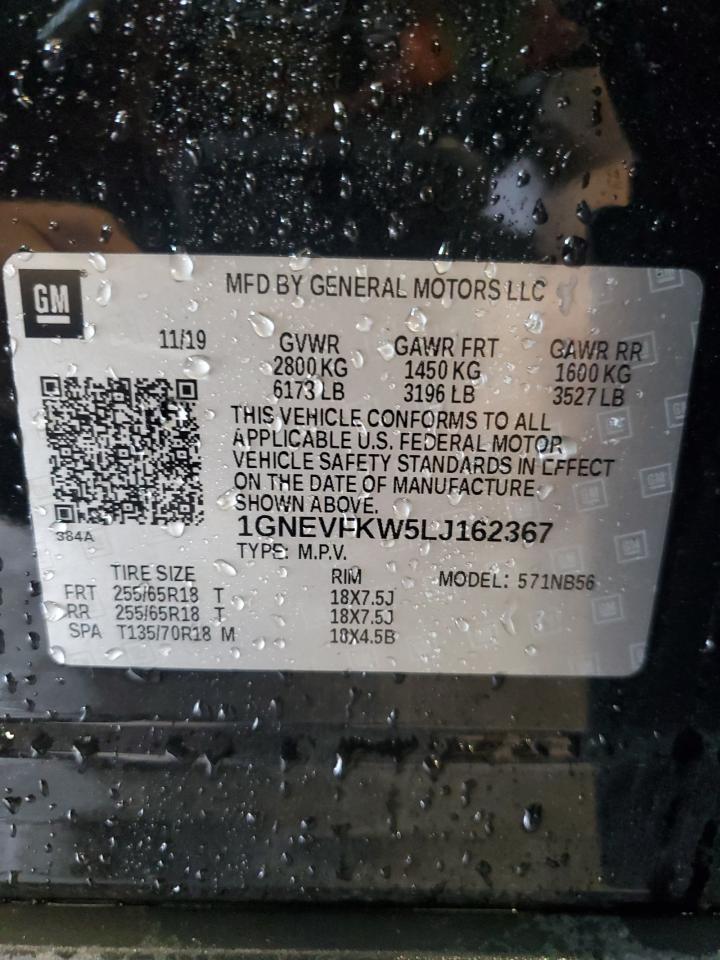 GM
MFD BY GENERAL MOTORS LLC
11/19 GVWR GAWR FRT GAWR RR
2800 KG 1450 KG 1600 KG
6173 LB 3196 LB 3527 LB
THIS VEHICLE CONFORMS TO ALL
APPLICABLE U.S. FEDERAL MOTOR
VEHICLE SAFETY STANDARDS IN EFFECT
ON THE DATE OF MANUFACTURE
SHOWN ABOVE.
384A
1GNEVFKW5LJ162367
TYPE: M.P.V.
TIRE SIZE RIM MODEL: 571NB56
FRT 255/65R18 T 18X7.5J
RR 255/65R18 T 18X7.5J
SPA T135/70R18 M 18X4.5B